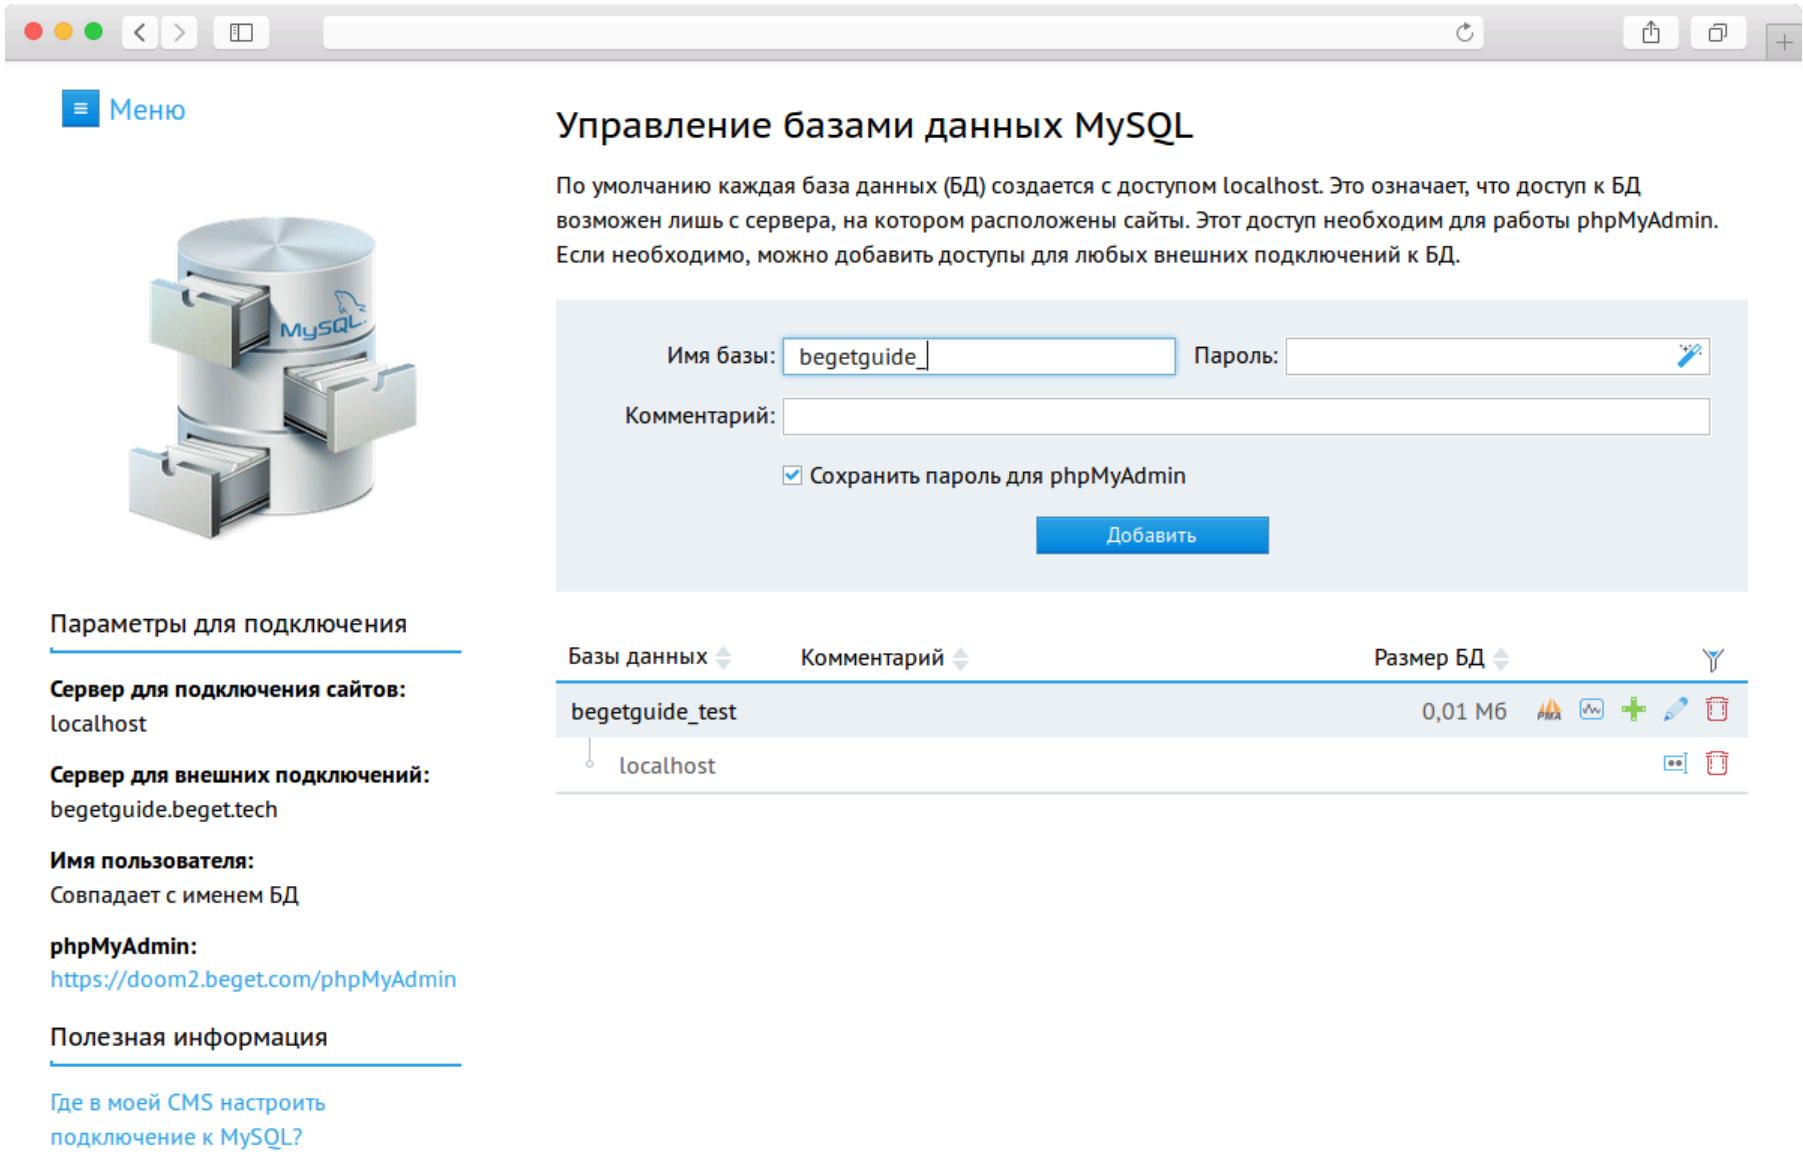 Меню
MySQL
Параметры для подключения
Сервер для подключения сайтов:
localhost
Сервер для внешних подключений:
begetguide.beget.tech
Имя пользователя:
Совпадает с именем БД
phpMyAdmin:
https://doom2.beget.com/phpMyAdmin
Полезная информация
Где в моей CMS настроить
подключение к MySQL?
Управление базами данных MySQL
По умолчанию каждая база данных (БД) создается с доступом localhost. Это означает, что доступ к БД
возможен лишь с сервера, на котором расположены сайты. Этот доступ необходим для работы phpMyAdmin.
Если необходимо, можно добавить доступы для любых внешних подключений к БД.
Имя базы: begetguide_ Пароль:
Комментарий:
Сохранить пароль для phpMyAdmin
Добавить
Базы данных Комментарий Размер БД
begetguide_test 0,01 Мб PMA
localhost